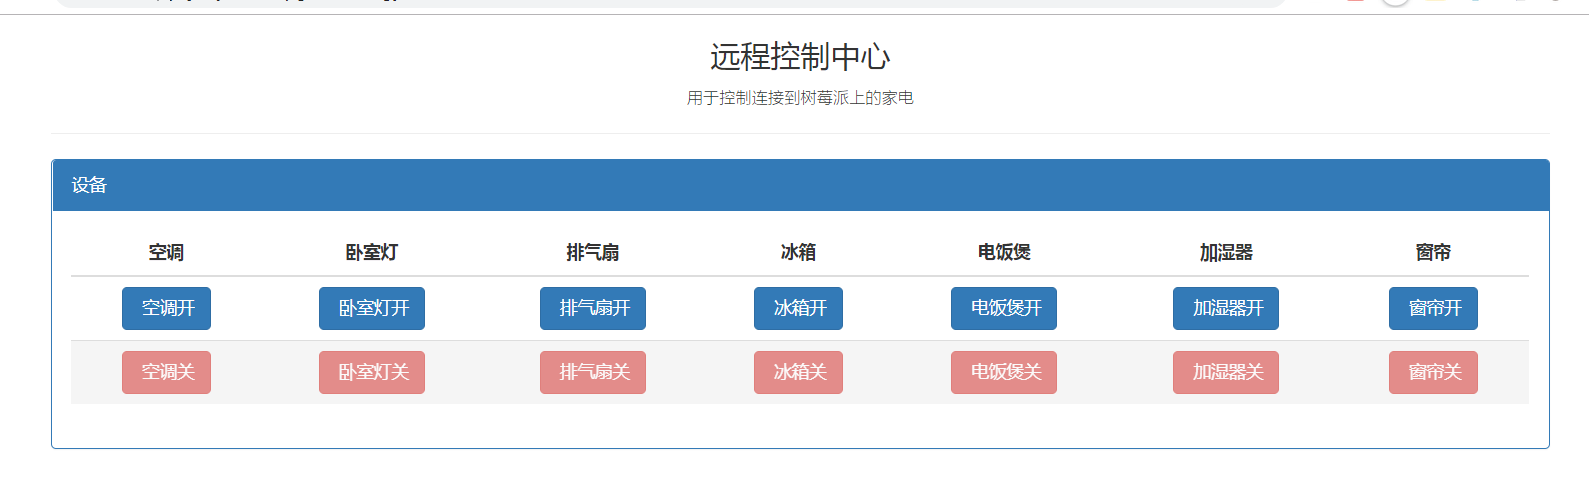 远程控制中心
用于控制连接到树莓派上的家电
设备
空调 卧室灯 排气扇 冰箱 电饭煲 加湿器 窗帘
空调开 卧室灯开 排气扇开 冰箱开 电饭煲开 加湿器开 窗帘开
空调关 卧室灯关 排气扇关 冰箱关 电饭煲关 加湿器关 窗帘关